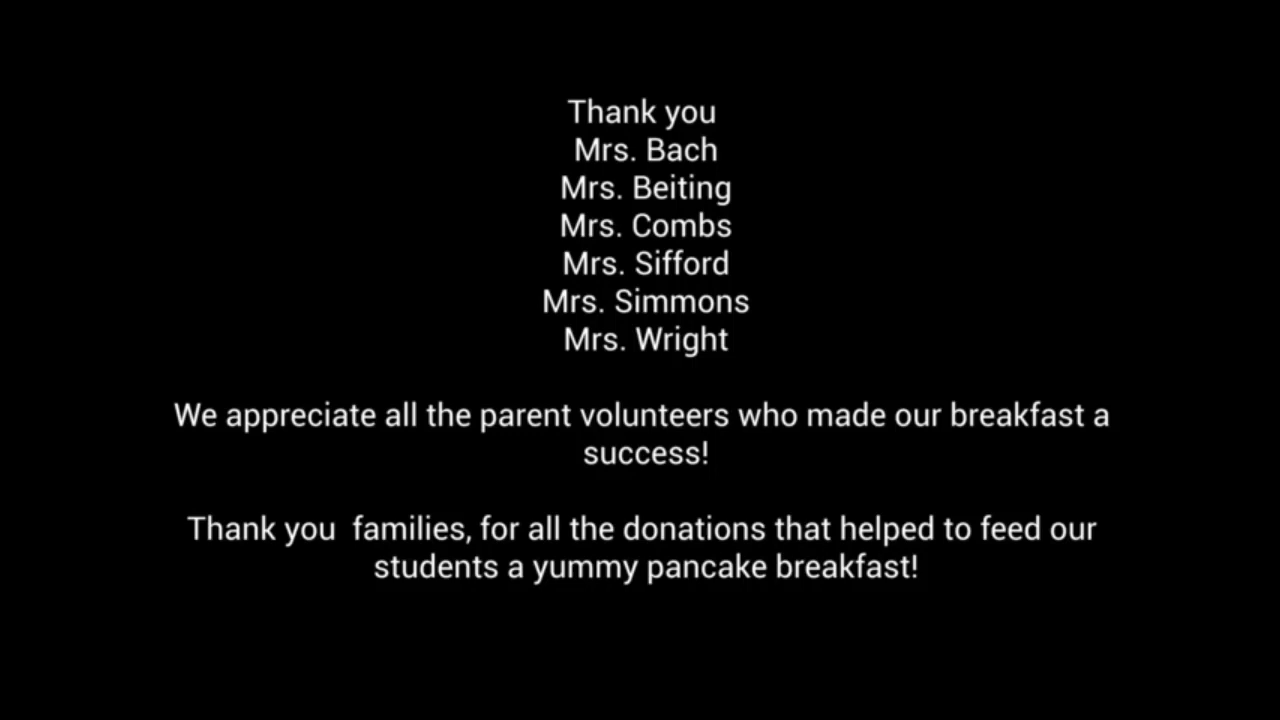 Thank you
Mrs. Bach
Mrs. Beiting
Mrs. Combs
Mrs. Sifford
Mrs. Simmons
Mrs. Wright
We appreciate all the parent volunteers who made our breakfast a
success!
Thank you  families, for all the donations that helped to feed our
students a yummy pancake breakfast!